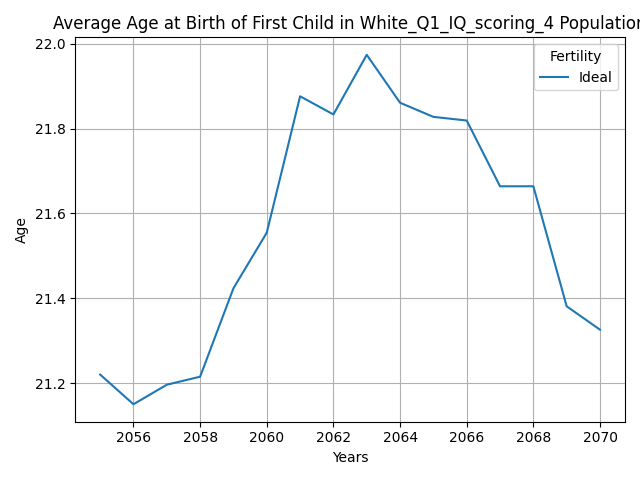 Average Age at Birth of First Child in White_Q1_IQ_scoring_4 Population
Fertility
Ideal
22.0
21.8
21.6
21.4
21.2
Age
2056 2058 2060 2062 2064 2066 2068 2070
Years